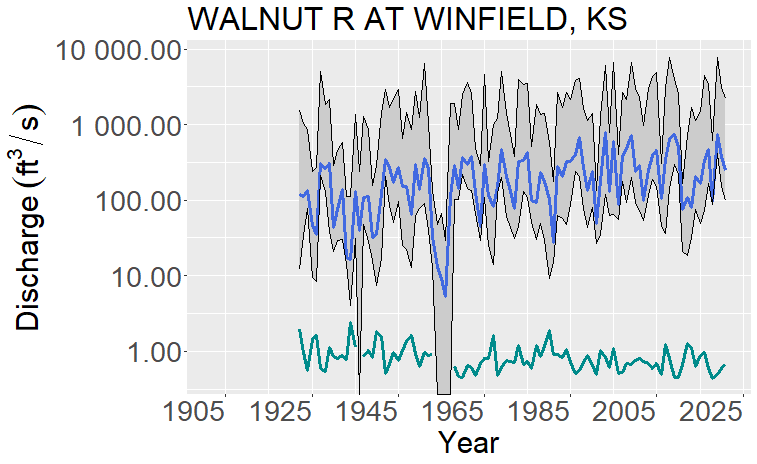 WALNUT R AT WINFIELD, KS
10 000.00
1 000.00
100.00
10.00
1.00
Discharge (ft³/ s)
1905 1925 1945 1965 1985 2005 2025
Year